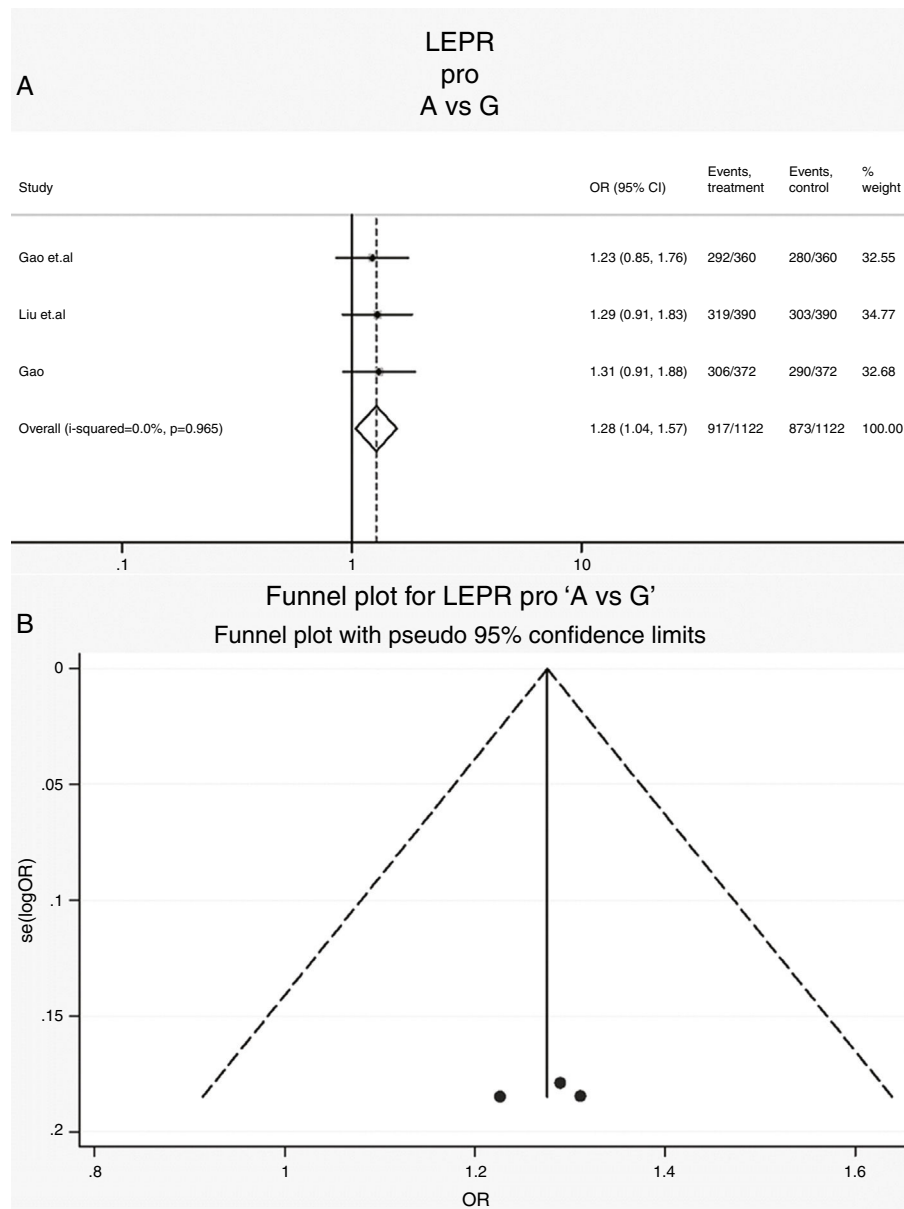 A
LEPR
pro
A vs G
Study OR (95% CI) Events, treatment Events, control % weight
Gao et.al 1.23 (0.85, 1.76) 292/360 280/360 32.55
Liu et.al 1.29 (0.91, 1.83) 319/390 303/390 34.77
Gao 1.31 (0.91, 1.88) 306/372 290/372 32.68
Overall (i-squared=0.0%, p=0.965) 1.28 (1.04, 1.57) 917/1122 873/1122 100.00
.1 1 10
B
Funnel plot for LEPR pro ‘A vs G’
Funnel plot with pseudo 95% confidence limits
0
.05
.1
.15
.2
se(logOR)
.8 1 1.2 1.4 1.6
OR